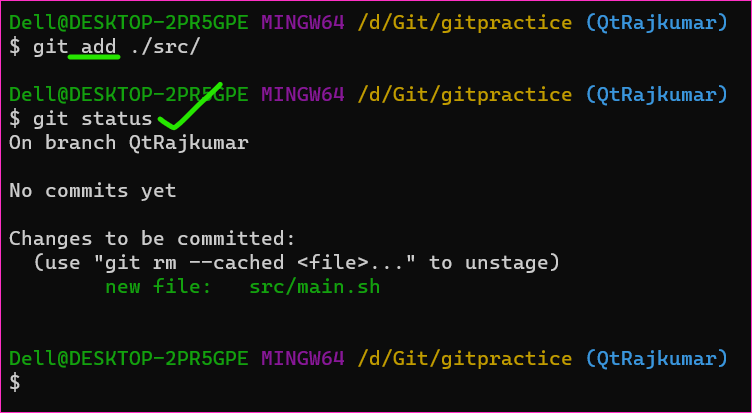 Dell@DESKTOP-2PR5GPE MINGW64 /d/Git/gitpractice (QtRajkumar)
$ git add ./src/
Dell@DESKTOP-2PR5GPE MINGW64 /d/Git/gitpractice (QtRajkumar)
$ git status
On branch QtRajkumar
No commits yet
Changes to be committed:
  (use "git rm --cached <file>..." to unstage)
        new file:   src/main.sh
Dell@DESKTOP-2PR5GPE MINGW64 /d/Git/gitpractice (QtRajkumar)
$